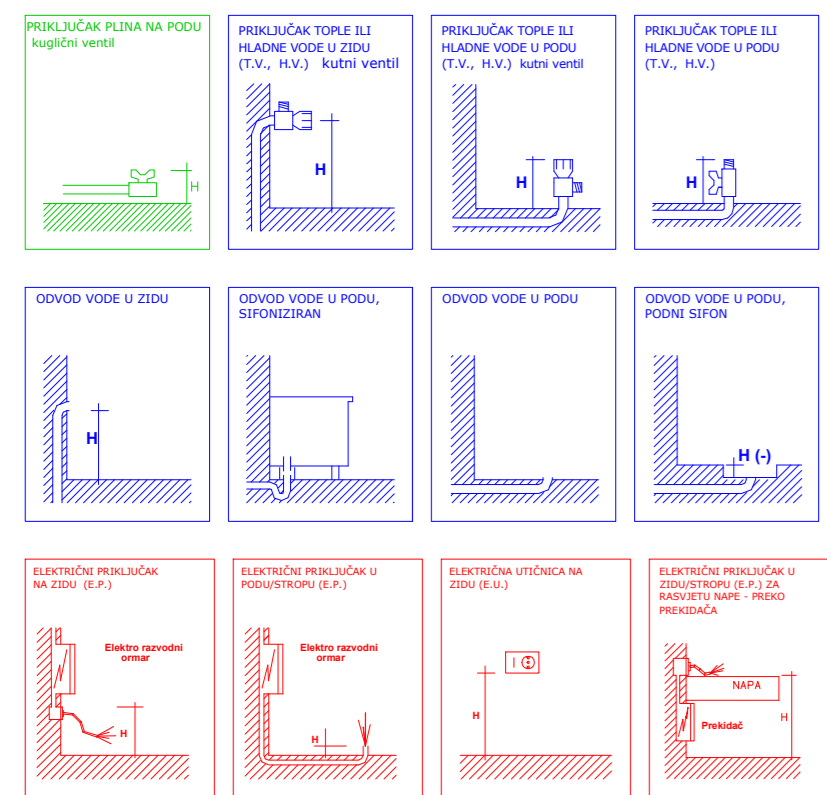 PRIKLJUČAK PLINA NA PODU
kuglični ventil
H
PRIKLJUČAK TOPLE ILI
HLADNE VODE U ZIDU
(T.V., H.V.) kutni ventil
H
PRIKLJUČAK TOPLE ILI
HLADNE VODE U PODU
(T.V., H.V.) kutni ventil
H
PRIKLJUČAK TOPLE ILI
HLADNE VODE U PODU
(T.V., H.V.)
H
ODVOD VODE U ZIDU
H
ODVOD VODE U PODU,
SIFONIZIRAN
ODVOD VODE U PODU
ODVOD VODE U PODU,
PODNI SIFON
H (-)
ELEKTRIČNI PRIKLJUČAK
NA ZIDU (E.P.)
Elektro razvodni
ormar
H
ELEKTRIČNI PRIKLJUČAK U
PODU/STROPU (E.P.)
Elektro razvodni
ormar
H
ELEKTRIČNA UTIČNICA NA
ZIDU (E.U.)
H
ELEKTRIČNI PRIKLJUČAK U
ZIDU/STROPU (E.P.) ZA
RASVJETU NAPE - PREKO
PREKIDAČA
NAPA
Prekidač
H